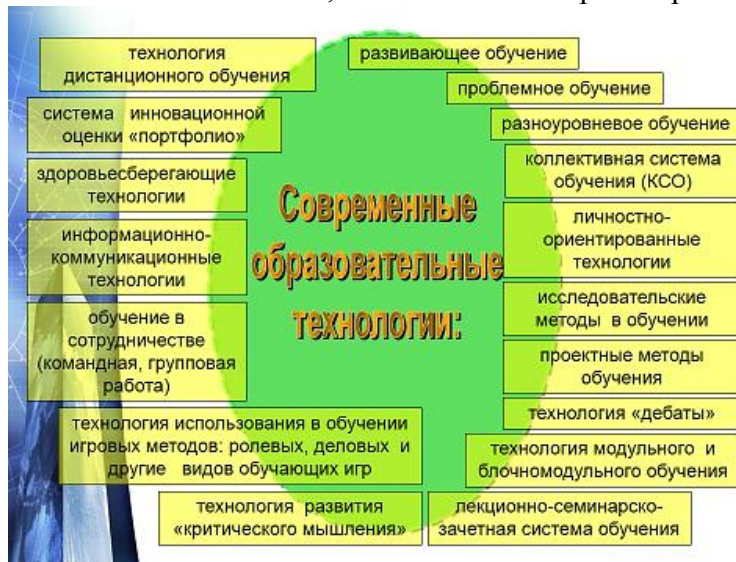 технология
дистанционного обучения
система инновационной
оценки «портфолио»
здоровьесберегающие
технологии
информационно-
коммуникационные
технологии
обучение в
сотрудничестве
(командная, групповая
работа)
технология использования в обучении
игровых методов: ролевых, деловых и
другие видов обучающих игр
технология развития
«критического мышления»
Современные
образовательные
технологии:
развивающее обучение
проблемное обучение
разноуровневое обучение
коллективная система
обучения (КСО)
личностно-
ориентированные
технологии
исследовательские
методы в обучении
проектные методы
обучения
технология «дебаты»
технология модульного и
блочномодульного обучения
лекционно-семинарско-
зачетная система обучения